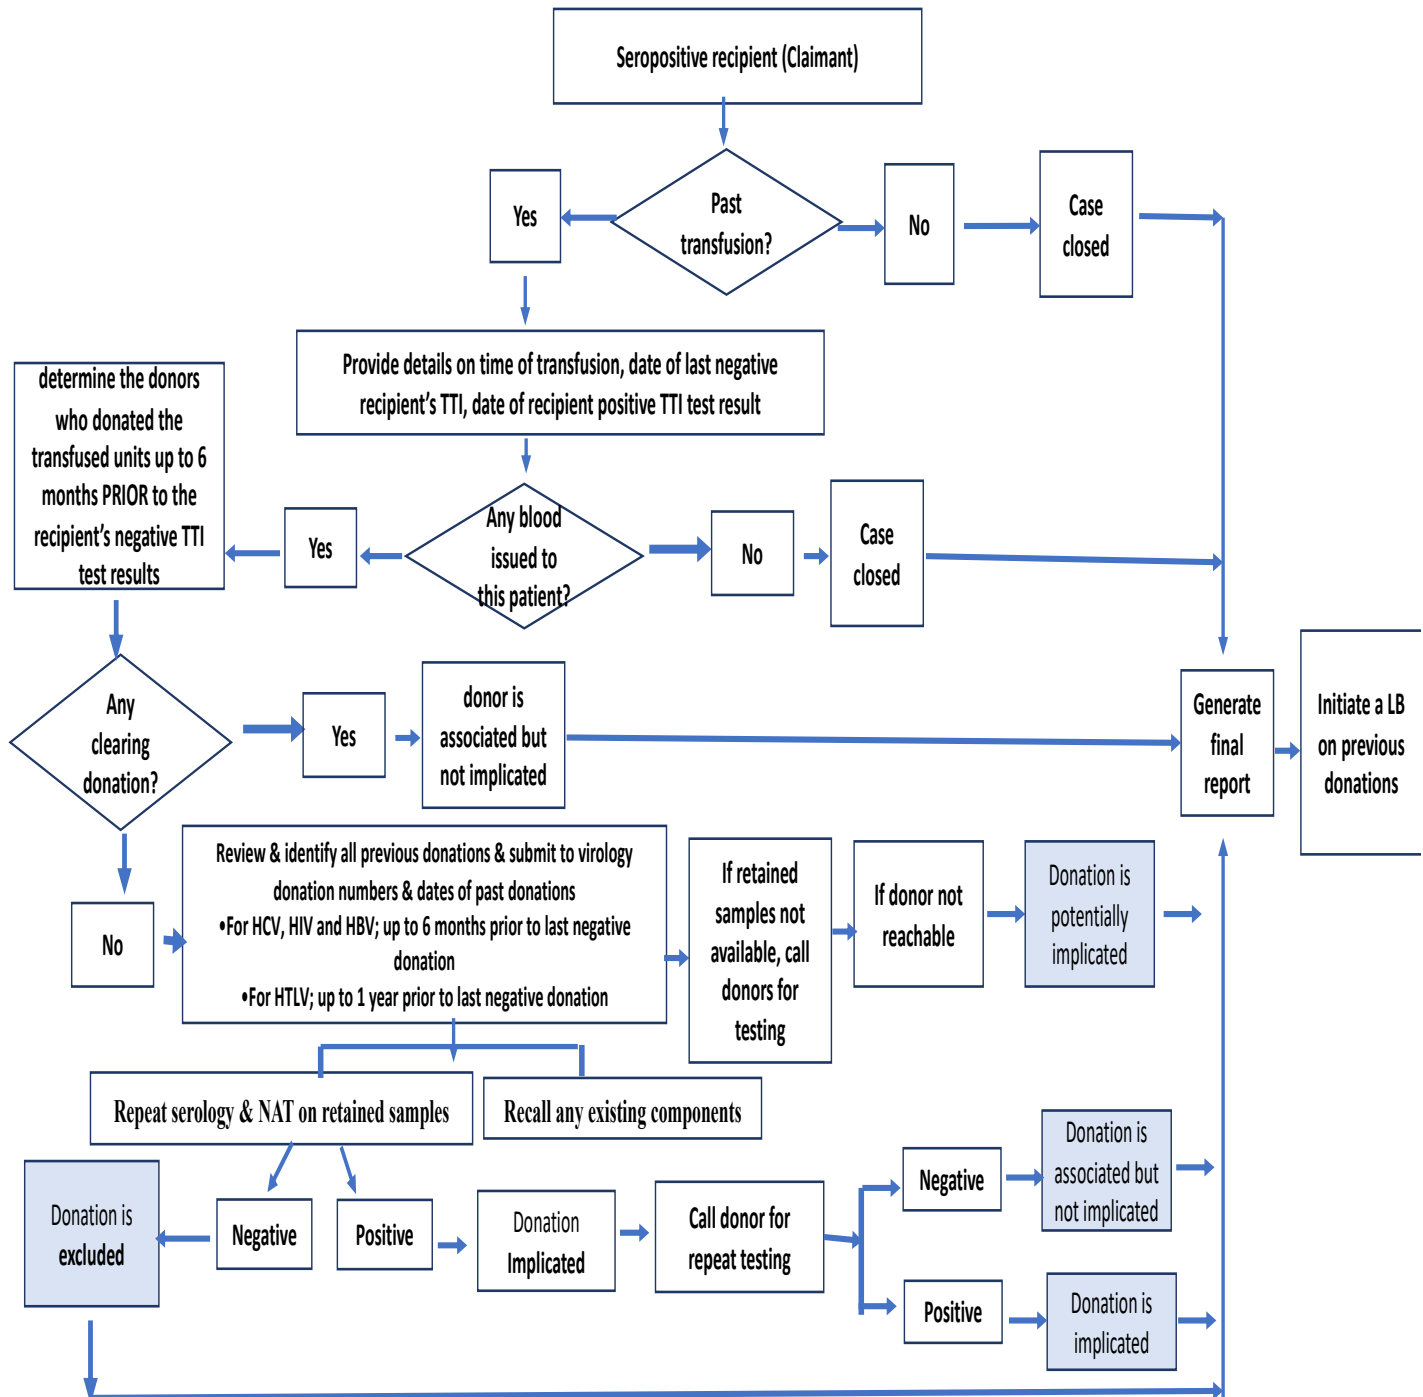 Seropositive recipient (Claimant)
Past
transfusion?
Yes
No
Case
closed
Provide details on time of transfusion, date of last negative
recipient's TTI, date of recipient positive TTI test result
determine the donors
who donated the
transfused units up to 6
months PRIOR to the
recipient's negative TTI
test results
Yes
Any blood
issued to
this patient?
No
Case
closed
Any
clearing
donation?
Yes
donor is
associated but
not implicated
Generate
final
report
Initiate a LB
on previous
donations
No
Review & identify all previous donations & submit to virology
donation numbers & dates of past donations
•For HCV, HIV and HBV; up to 6 months prior to last negative
donation
•For HTLV; up to 1 year prior to last negative donation
If retained
samples not
available, call
donors for
testing
If donor not
reachable
Donation is
potentially
implicated
Repeat serology & NAT on retained samples
Recall any existing components
Donation is
excluded
Negative
Positive
Donation
Implicated
Call donor for
repeat testing
Negative
Donation is
associated but
not implicated
Positive
Donation is
implicated